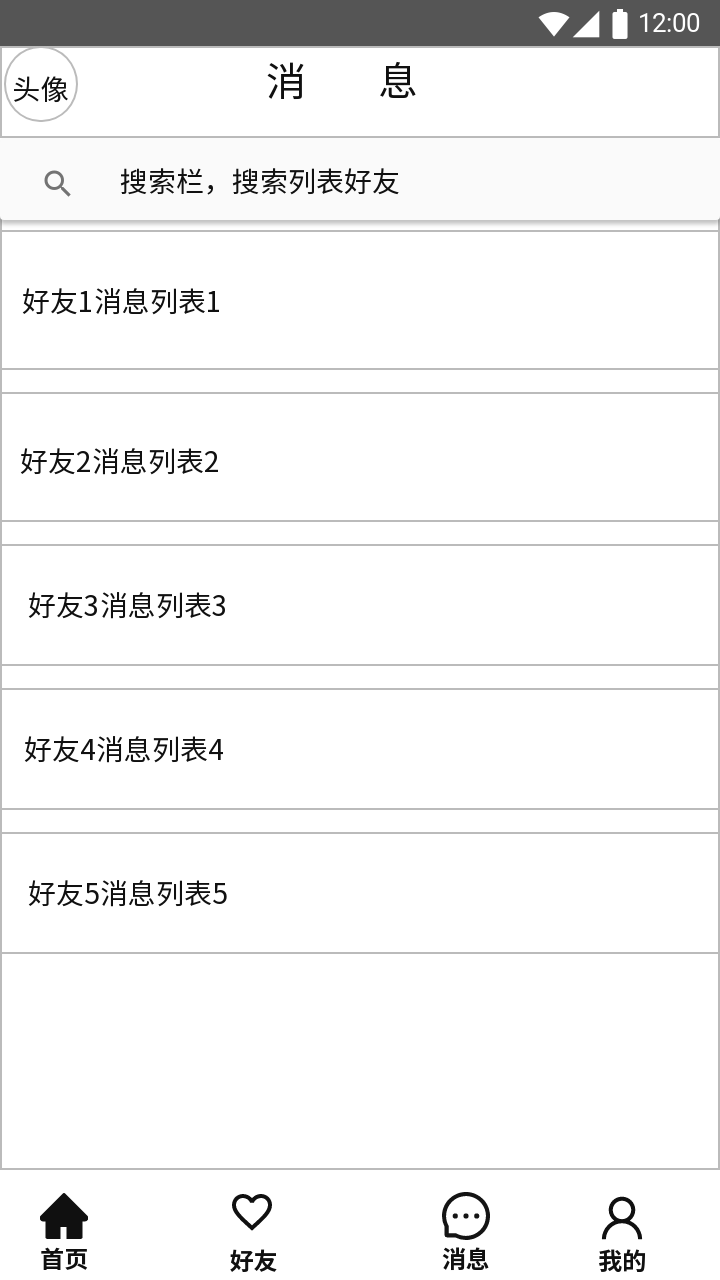 12:00
头像
消 息
搜索栏，搜索列表好友
好友1消息列表1
好友2消息列表2
好友3消息列表3
好友4消息列表4
好友5消息列表5
首页 好友 消息 我的